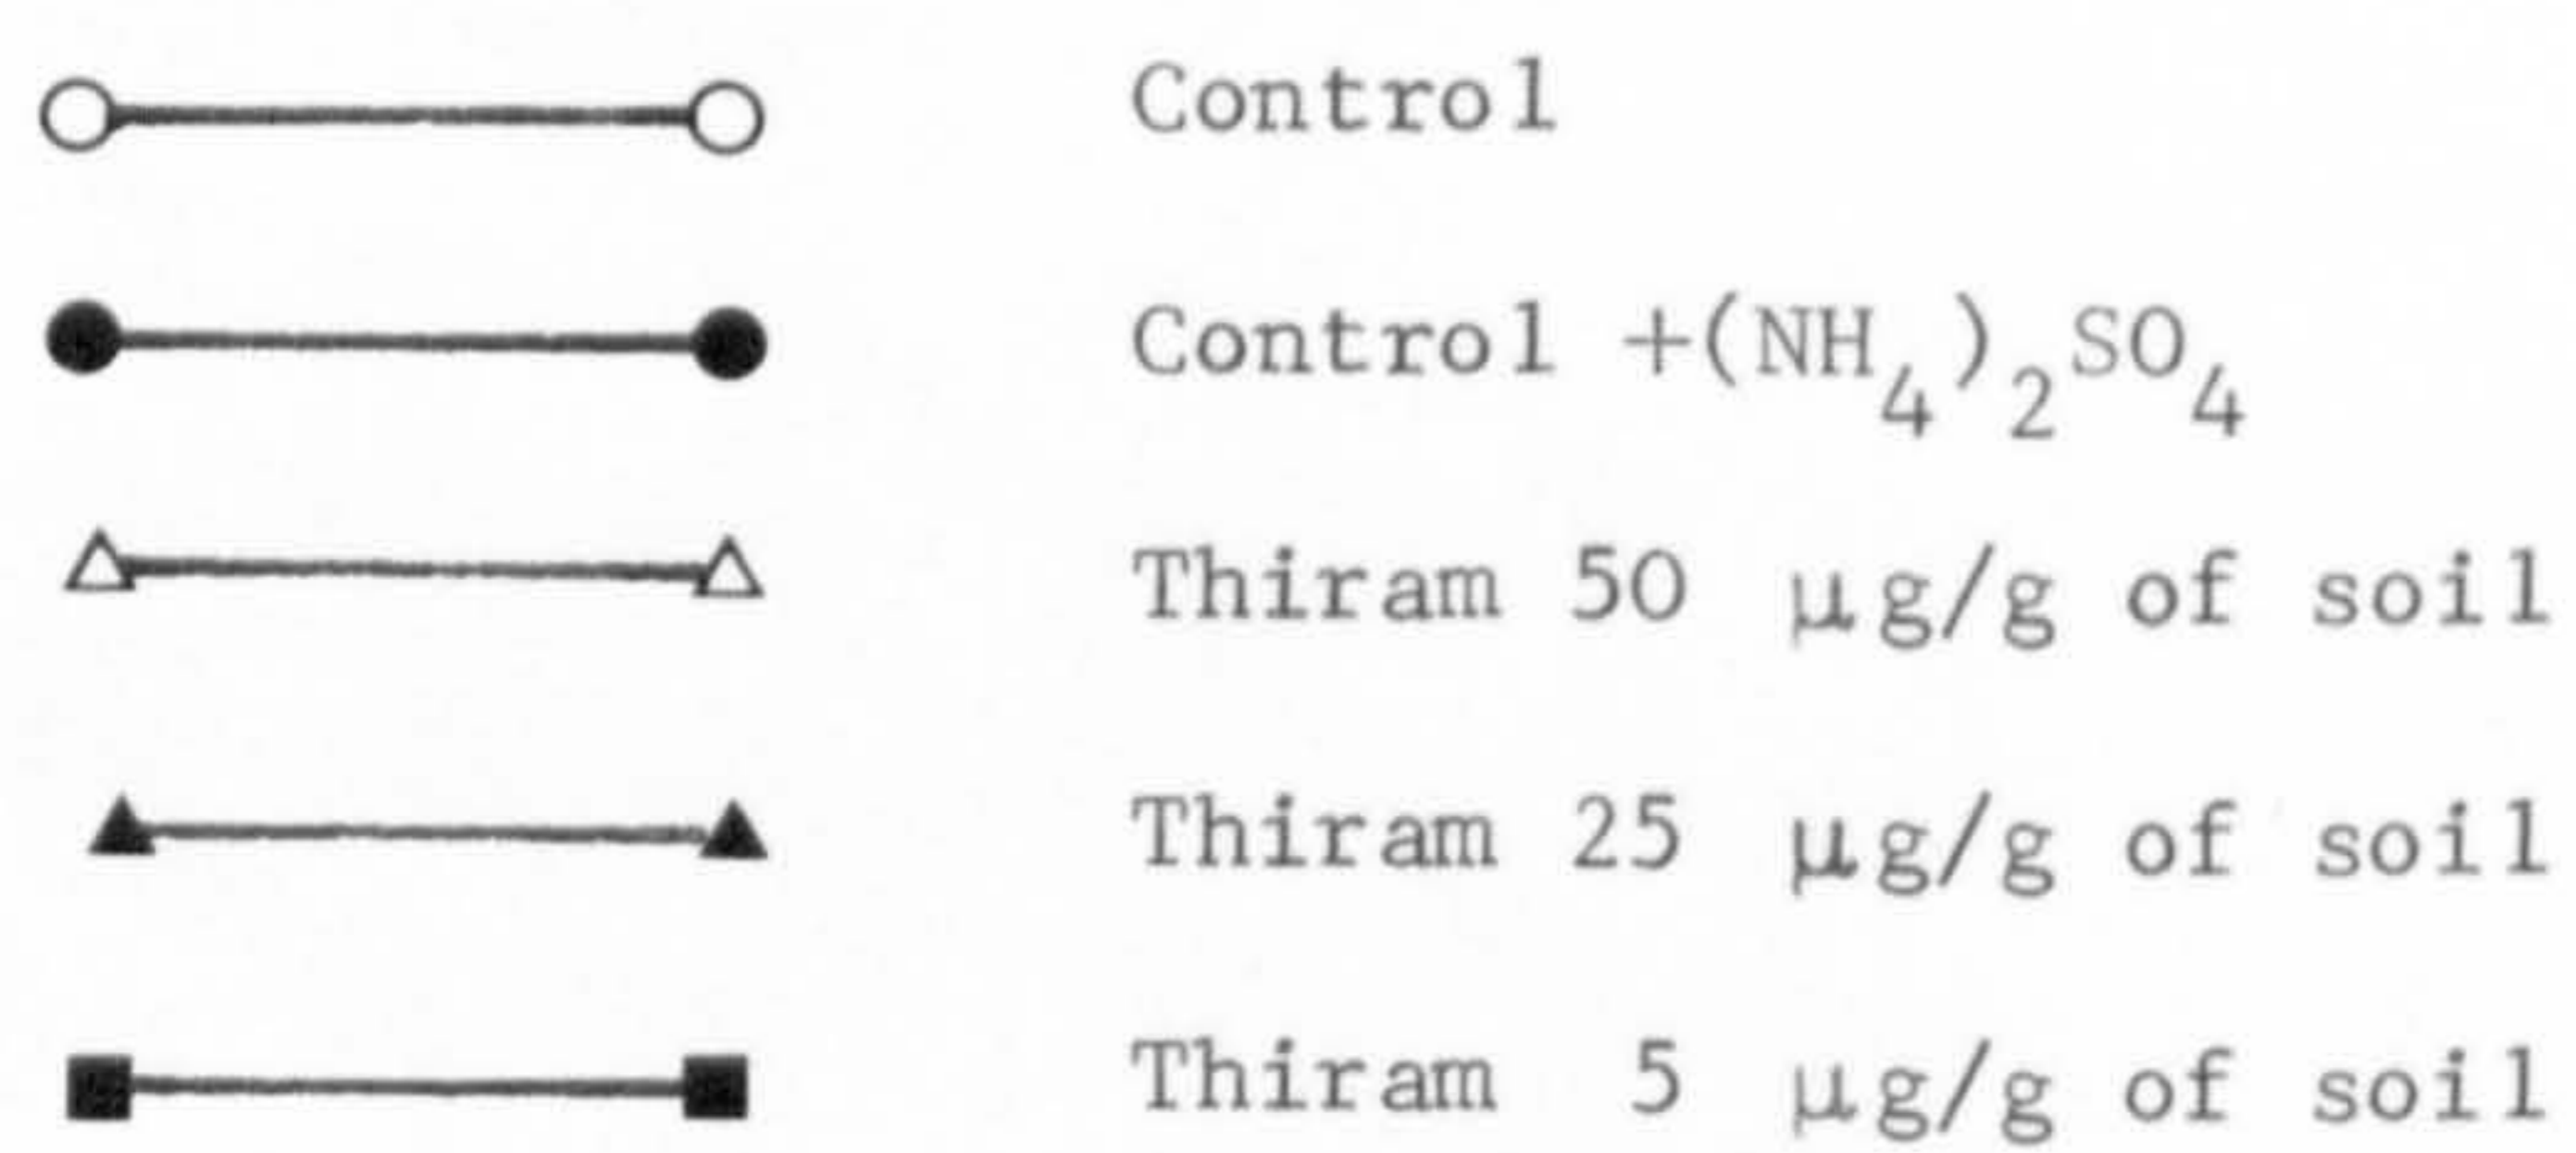 Control
Control +(NH4)2SO4
Thiram 50 μg/g of soil
Thiram 25 μg/g of soil
Thiram 5 μg/g of soil